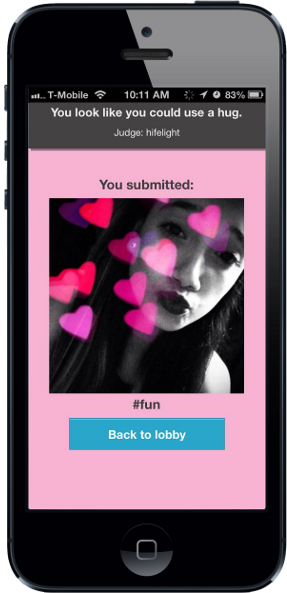 T-Mobile 10:11 AM 83%
You look like you could use a hug.
Judge: hifelight
You submitted:
#fun
Back to lobby